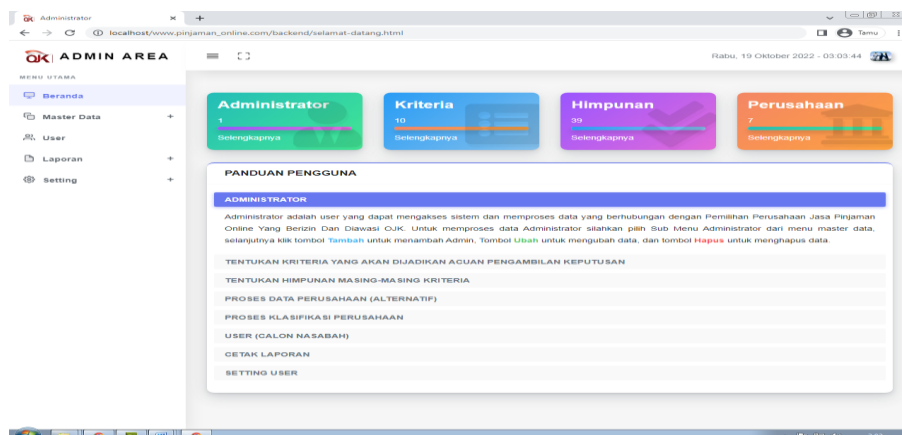 Administrator
localhost/www.pinjaman_online.com/backend/selamat-datang.html
Tamu
OJK ADMIN AREA
Rabu, 19 Oktober 2022 - 03:03:44
MENU UTAMA
Beranda
Master Data +
User
Laporan +
Setting +
Administrator
1
Selengkapnya
Kriteria
10
Selengkapnya
Himpunan
39
Selengkapnya
Perusahaan
7
Selengkapnya
PANDUAN PENGGUNA
ADMINISTRATOR
Administrator adalah user yang dapat mengakses sistem dan memproses data yang berhubungan dengan Pemilihan Perusahaan Jasa Pinjaman
Online Yang Berizin Dan Diawasi OJK. Untuk memproses data Administrator silahkan pilih Sub Menu Administrator dari menu master data,
selanjutnya klik tombol Tambah untuk menambah Admin, Tombol Ubah untuk mengubah data, dan tombol Hapus untuk menghapus data.
TENTUKAN KRITERIA YANG AKAN DIJADIKAN ACUAN PENGAMBILAN KEPUTUSAN
TENTUKAN HIMPUNAN MASING-MASING KRITERIA
PROSES DATA PERUSAHAAN (ALTERNATIF)
PROSES KLASIFIKASI PERUSAHAAN
USER (CALON NASABAH)
CETAK LAPORAN
SETTING USER